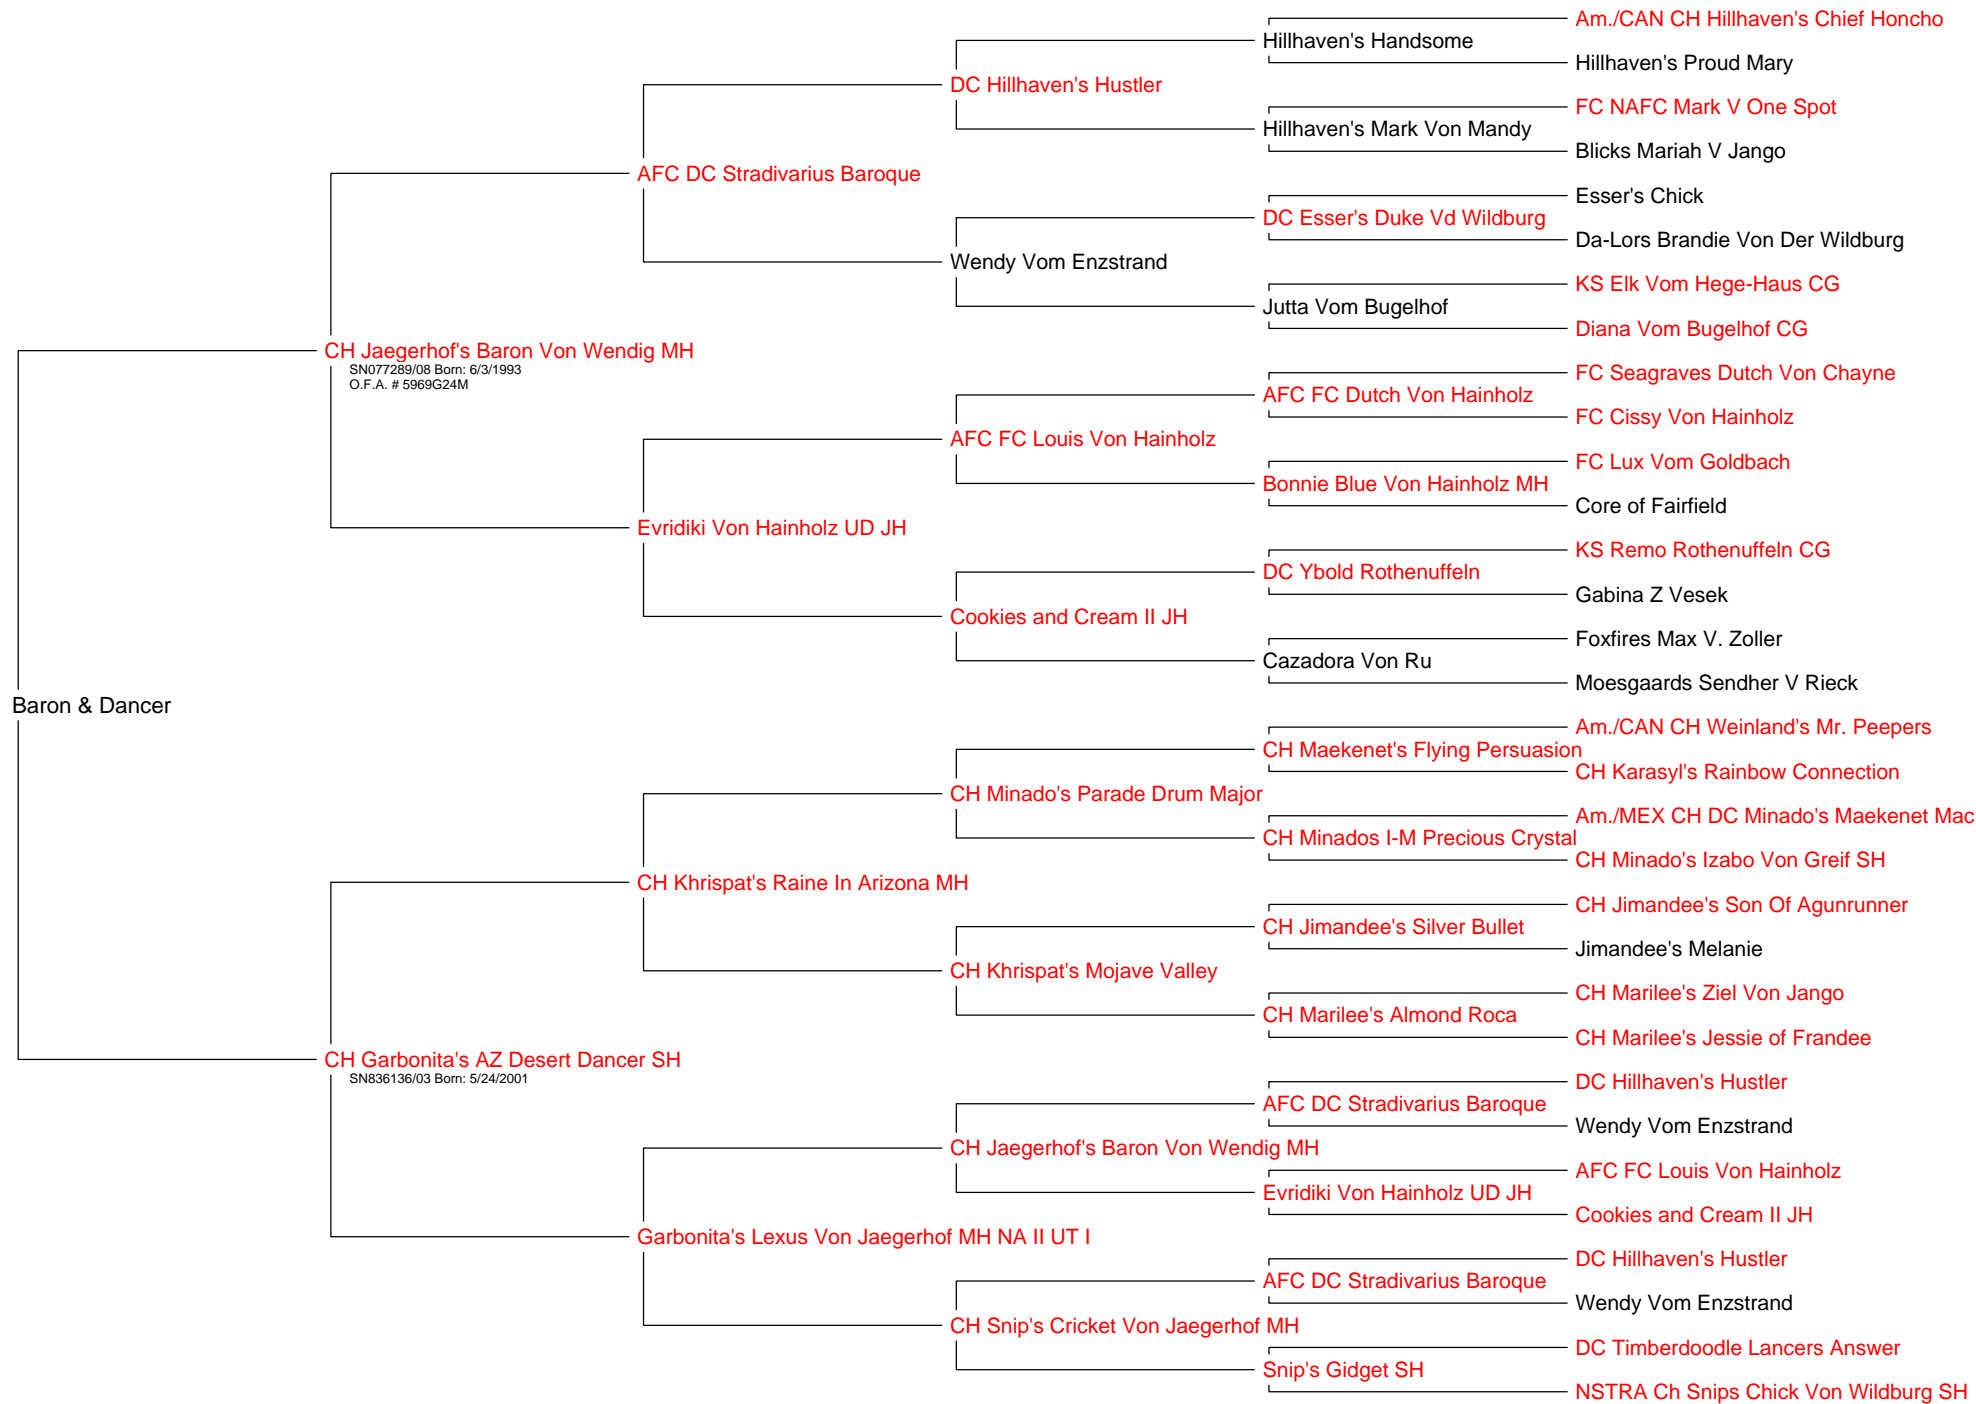 Baron & Dancer
CH Jaegerhof's Baron Von Wendig MH
SN077289/08 Born: 6/3/1993
O.F.A. # 5969G24M
CH Garbonita's AZ Desert Dancer SH
SN836136/03 Born: 5/24/2001
AFC DC Stradivarius Baroque
Evridiki Von Hainholz UD JH
CH Khrispat's Raine In Arizona MH
Garbonita's Lexus Von Jaegerhof MH NA II UT I
DC Hillhaven's Hustler
Wendy Vom Enzstrand
AFC FC Louis Von Hainholz
Cookies and Cream II JH
CH Minado's Parade Drum Major
CH Khrispat's Mojave Valley
CH Jaegerhof's Baron Von Wendig MH
CH Snip's Cricket Von Jaegerhof MH
Hillhaven's Handsome
Hillhaven's Mark Von Mandy
DC Esser's Duke Vd Wildburg
Jutta Vom Bugelhof
AFC FC Dutch Von Hainholz
Bonnie Blue Von Hainholz MH
DC Ybold Rothenuffeln
Cazadora Von Ru
CH Maekenet's Flying Persuasion
CH Minados I-M Precious Crystal
CH Jimandee's Silver Bullet
CH Marilee's Almond Roca
AFC DC Stradivarius Baroque
Evridiki Von Hainholz UD JH
AFC DC Stradivarius Baroque
Snip's Gidget SH
Am./CAN CH Hillhaven's Chief Honcho
Hillhaven's Proud Mary
FC NAFC Mark V One Spot
Blicks Mariah V Jango
Esser's Chick
Da-Lors Brandie Von Der Wildburg
KS Elk Vom Hege-Haus CG
Diana Vom Bugelhof CG
FC Seagraves Dutch Von Chayne
FC Cissy Von Hainholz
FC Lux Vom Goldbach
Core of Fairfield
KS Remo Rothenuffeln CG
Gabina Z Vesek
Foxfires Max V. Zoller
Moesgaards Sendher V Rieck
Am./CAN CH Weinland's Mr. Peepers
CH Karasyl's Rainbow Connection
Am./MEX CH DC Minado's Maekenet Mac
CH Minado's Izabo Von Greif SH
CH Jimandee's Son Of Agunrunner
Jimandee's Melanie
CH Marilee's Ziel Von Jango
CH Marilee's Jessie of Frandee
DC Hillhaven's Hustler
Wendy Vom Enzstrand
AFC FC Louis Von Hainholz
Cookies and Cream II JH
DC Hillhaven's Hustler
Wendy Vom Enzstrand
DC Timberdoodle Lancers Answer
NSTRA Ch Snips Chick Von Wildburg SH